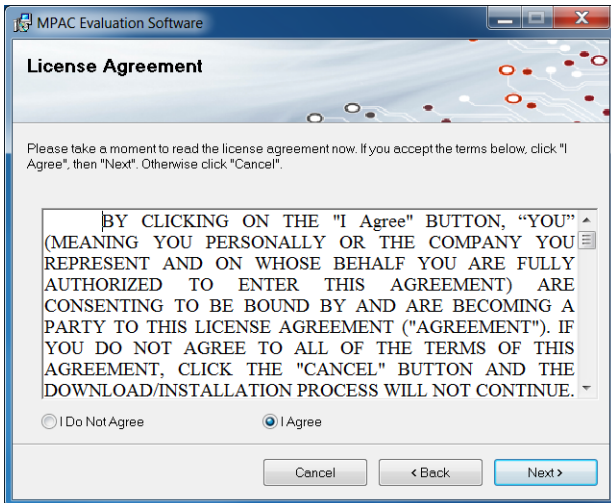 MPAC Evaluation Software
License Agreement
Please take a moment to read the license agreement now. If you accept the terms below, click "I
Agree", then "Next". Otherwise click "Cancel".
BY CLICKING ON THE "I Agree" BUTTON, “YOU”
(MEANING YOU PERSONALLY OR THE COMPANY YOU
REPRESENT AND ON WHOSE BEHALF YOU ARE FULLY
AUTHORIZED TO ENTER THIS AGREEMENT) ARE
CONSENTING TO BE BOUND BY AND ARE BECOMING A
PARTY TO THIS LICENSE AGREEMENT ("AGREEMENT"). IF
YOU DO NOT AGREE TO ALL OF THE TERMS OF THIS
AGREEMENT, CLICK THE "CANCEL" BUTTON AND THE
DOWNLOAD/INSTALLATION PROCESS WILL NOT CONTINUE.
I Do Not Agree
I Agree
Cancel
< Back
Next >